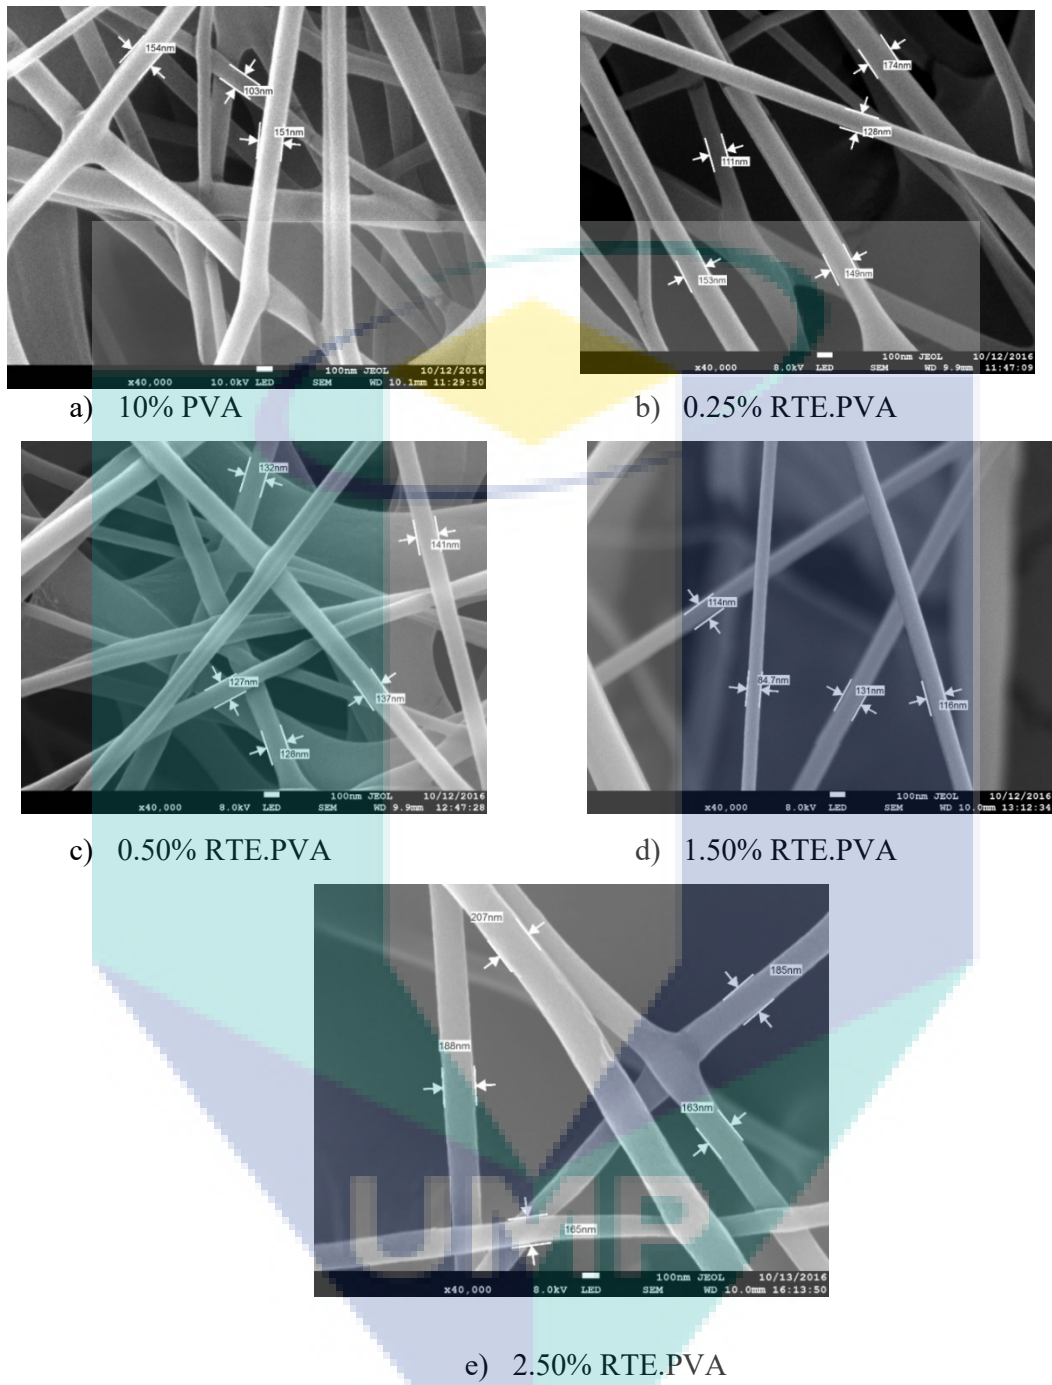 154nm
103nm
151nm
100nm JEOL 10/12/2016
x40,000 10.0kV LED SEM WD 10.1mm 11:29:50
a) 10% PVA
174nm
128nm
111nm
153nm
149nm
100nm JEOL 10/12/2016
x40,000 8.0kV LED SEM WD 9.9mm 11:47:09
b) 0.25% RTE.PVA
132nm
141nm
127nm
137nm
126nm
100nm JEOL 10/12/2016
x40,000 8.0kV LED SEM WD 9.9mm 12:47:28
c) 0.50% RTE.PVA
114nm
84.7nm
131nm
116nm
100nm JEOL 10/12/2016
x40,000 8.0kV LED SEM WD 10.0mm 13:12:34
d) 1.50% RTE.PVA
207nm
185nm
188nm
163nm
165nm
UMP
100nm JEOL 10/13/2016
x40,000 8.0kV LED SEM WD 10.0mm 16:13:50
e) 2.50% RTE.PVA